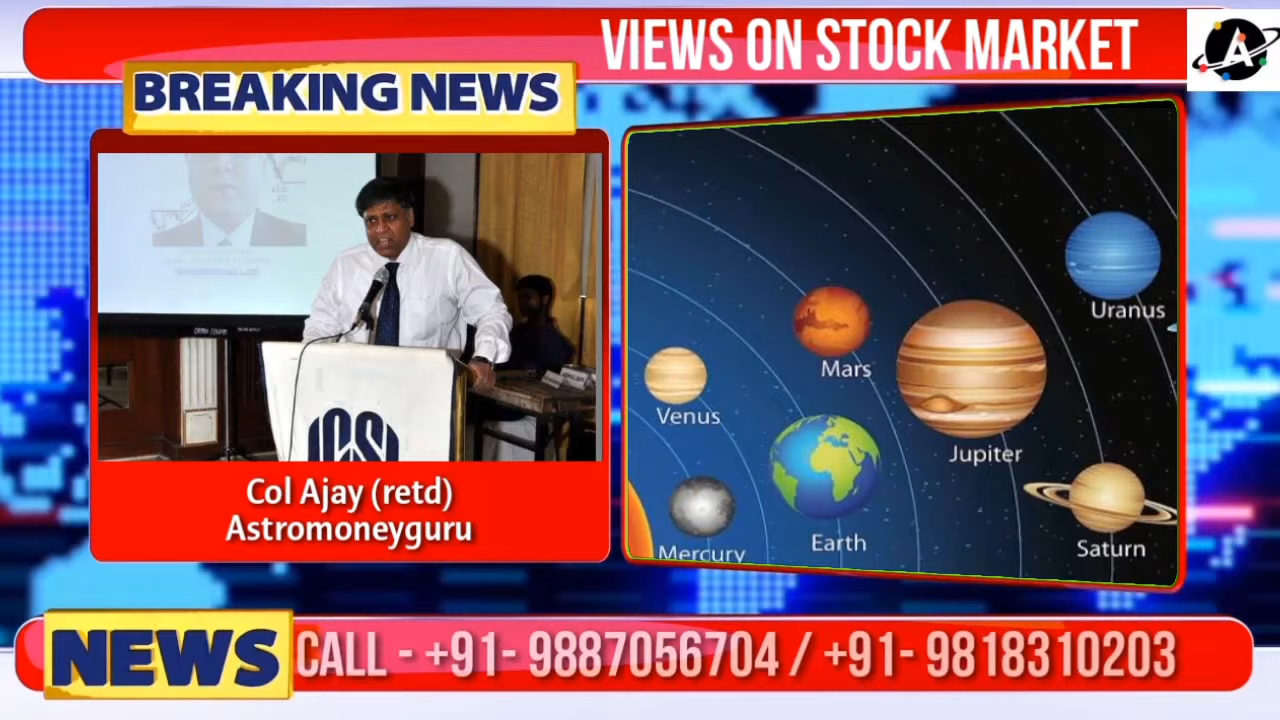 VIEWS ON STOCK MARKET
A
BREAKING NEWS
ICSI
Col Ajay (retd)
Astromoneyguru
Uranus
Mars
Venus
Jupiter
Earth
Mercury
Saturn
NEWS
CALL - +91- 9887056704 / +91- 9818310203